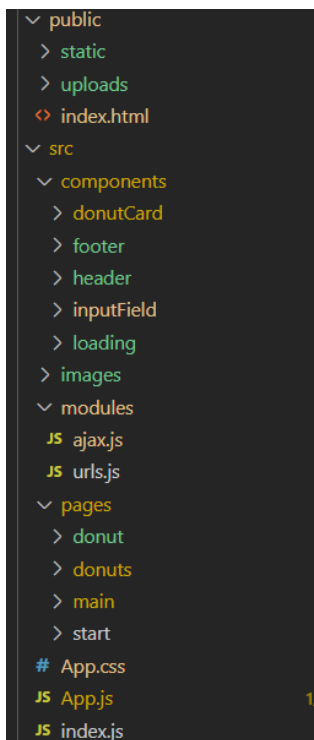 public
static
uploads
<> index.html
src
components
donutCard
footer
header
inputField
loading
images
modules
JS ajax.js
JS urls.js
pages
donut
donuts
main
start
# App.css
JS App.js 1
JS index.js